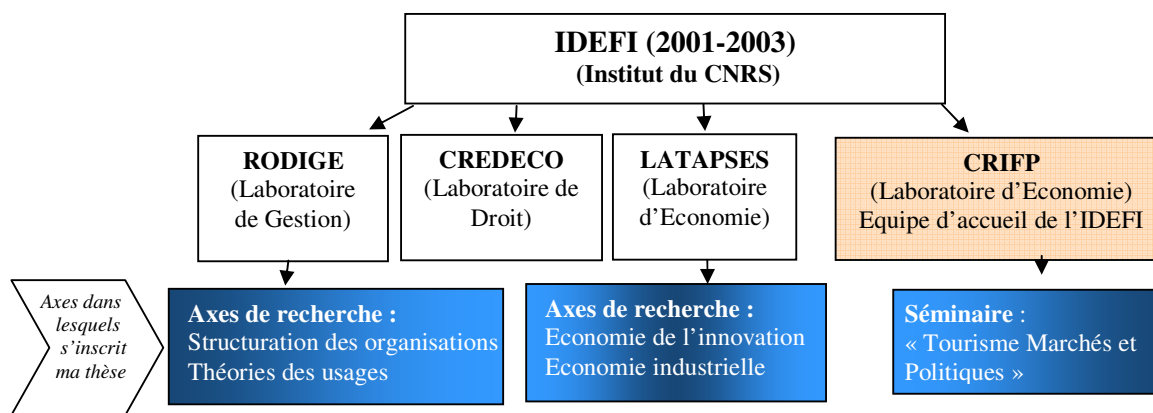 IDEFI (2001-2003)
(Institut du CNRS)
RODIGE
(Laboratoire
de Gestion)
CREDECO
(Laboratoire de
Droit)
LATAPSES
(Laboratoire
d’Economie)
CRIFP
(Laboratoire d’Economie)
Equipe d’accueil de l’IDEFI
Axes dans
lesquels
s’inscrit
ma thèse
Axes de recherche :
Structuration des organisations
Théories des usages
Axes de recherche :
Economie de l’innovation
Economie industrielle
Séminaire :
« Tourisme Marchés et
Politiques »